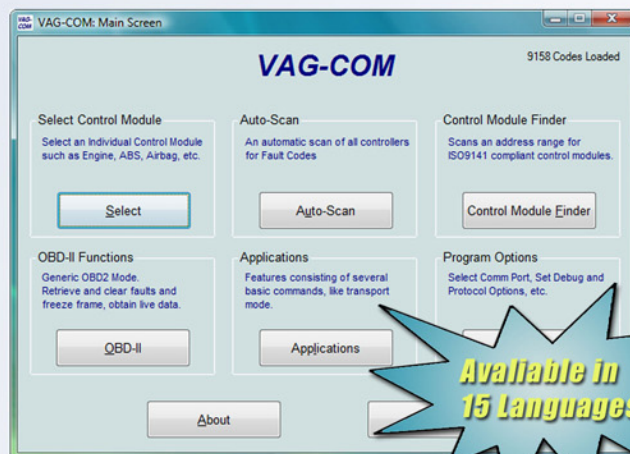 VAG-COM: Main Screen
VAG-COM
9158 Codes Loaded
Select Control Module
Select an Individual Control Module
such as Engine, ABS, Airbag, etc.
Select
Auto-Scan
An automatic scan of all controllers
for Fault Codes
Auto-Scan
Control Module Finder
Scans an address range for
ISO9141 compliant control modules.
Control Module Finder
OBD-II Functions
Generic OBD2 Mode.
Retrieve and clear faults and
freeze frame, obtain live data.
OBD-II
Applications
Features consisting of several
basic commands, like transport
mode.
Applications
Program Options
Select Comm Port, Set Debug and
Protocol Options, etc.
About
Avaliable in
15 Languages